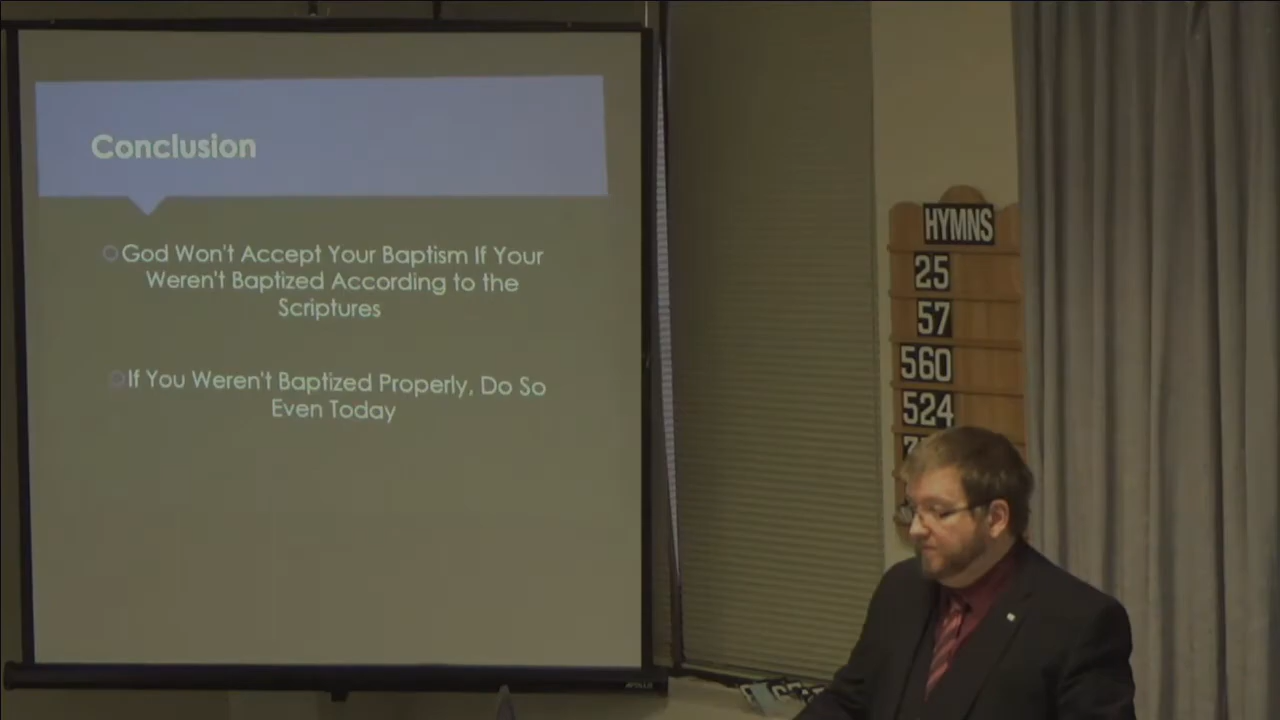 Conclusion
God Won't Accept Your Baptism If Your
Weren't Baptized According to the
Scriptures
If You Weren't Baptized Properly, Do So
Even Today
HYMNS
25
57
560
524